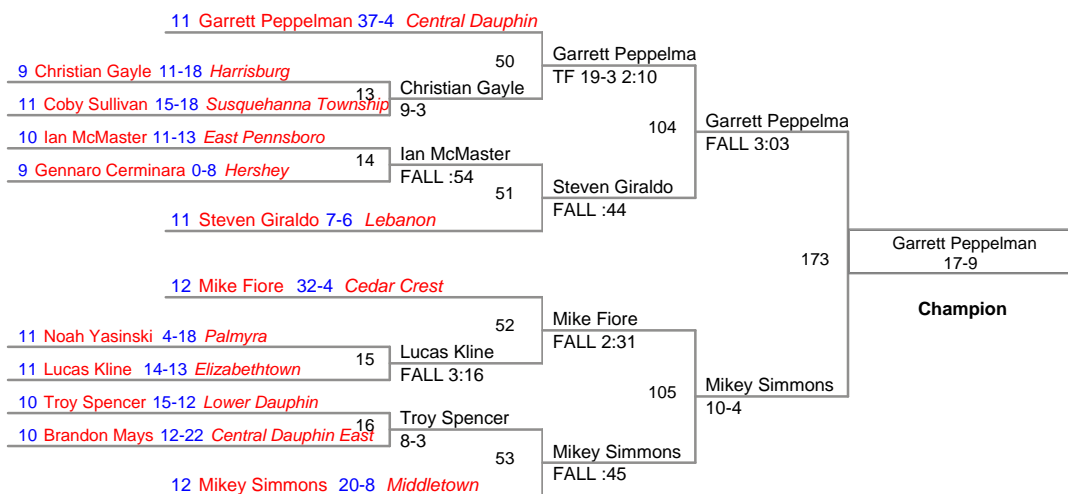 11 Garrett Peppelman 37-4 Central Dauphin
50
Garrett Peppelma
TF 19-3 2:10
9 Christian Gayle 11-18 Harrisburg
13
Christian Gayle
9-3
11 Coby Sullivan 15-18 Susquehanna Township
104
Garrett Peppelma
FALL 3:03
10 Ian McMaster 11-13 East Pennsboro
14
Ian McMaster
FALL :54
9 Gennaro Cerminara 0-8 Hershey
51
Steven Giraldo
FALL :44
11 Steven Giraldo 7-6 Lebanon
173
Garrett Peppelman
17-9
Champion
12 Mike Fiore 32-4 Cedar Crest
52
Mike Fiore
FALL 2:31
11 Noah Yasinski 4-18 Palmyra
15
Lucas Kline
FALL 3:16
11 Lucas Kline 14-13 Elizabethtown
105
Mikey Simmons
10-4
10 Troy Spencer 15-12 Lower Dauphin
16
Troy Spencer
8-3
10 Brandon Mays 12-22 Central Dauphin East
53
Mikey Simmons
FALL :45
12 Mikey Simmons 20-8 Middletown